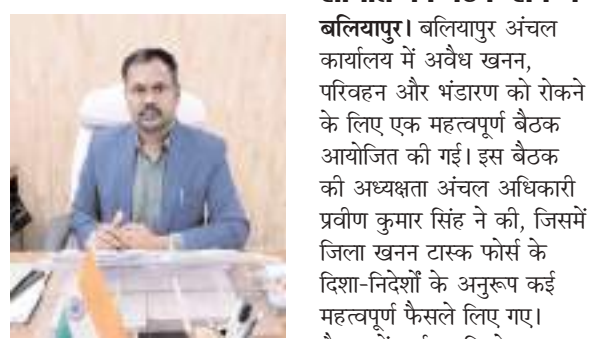 बलियापुर। बलियापुर अंचल
कार्यालय में अवैध खनन,
परिवहन और भंडारण को रोकने
के लिए एक महत्वपूर्ण बैठक
आयोजित की गई। इस बैठक
की अध्यक्षता अंचल अधिकारी
प्रवीण कुमार सिंह ने की, जिसमें
जिला खनन टास्क फोर्स के
दिशा-निर्देशों के अनुरूप कई
महत्वपूर्ण फैसले लिए गए।